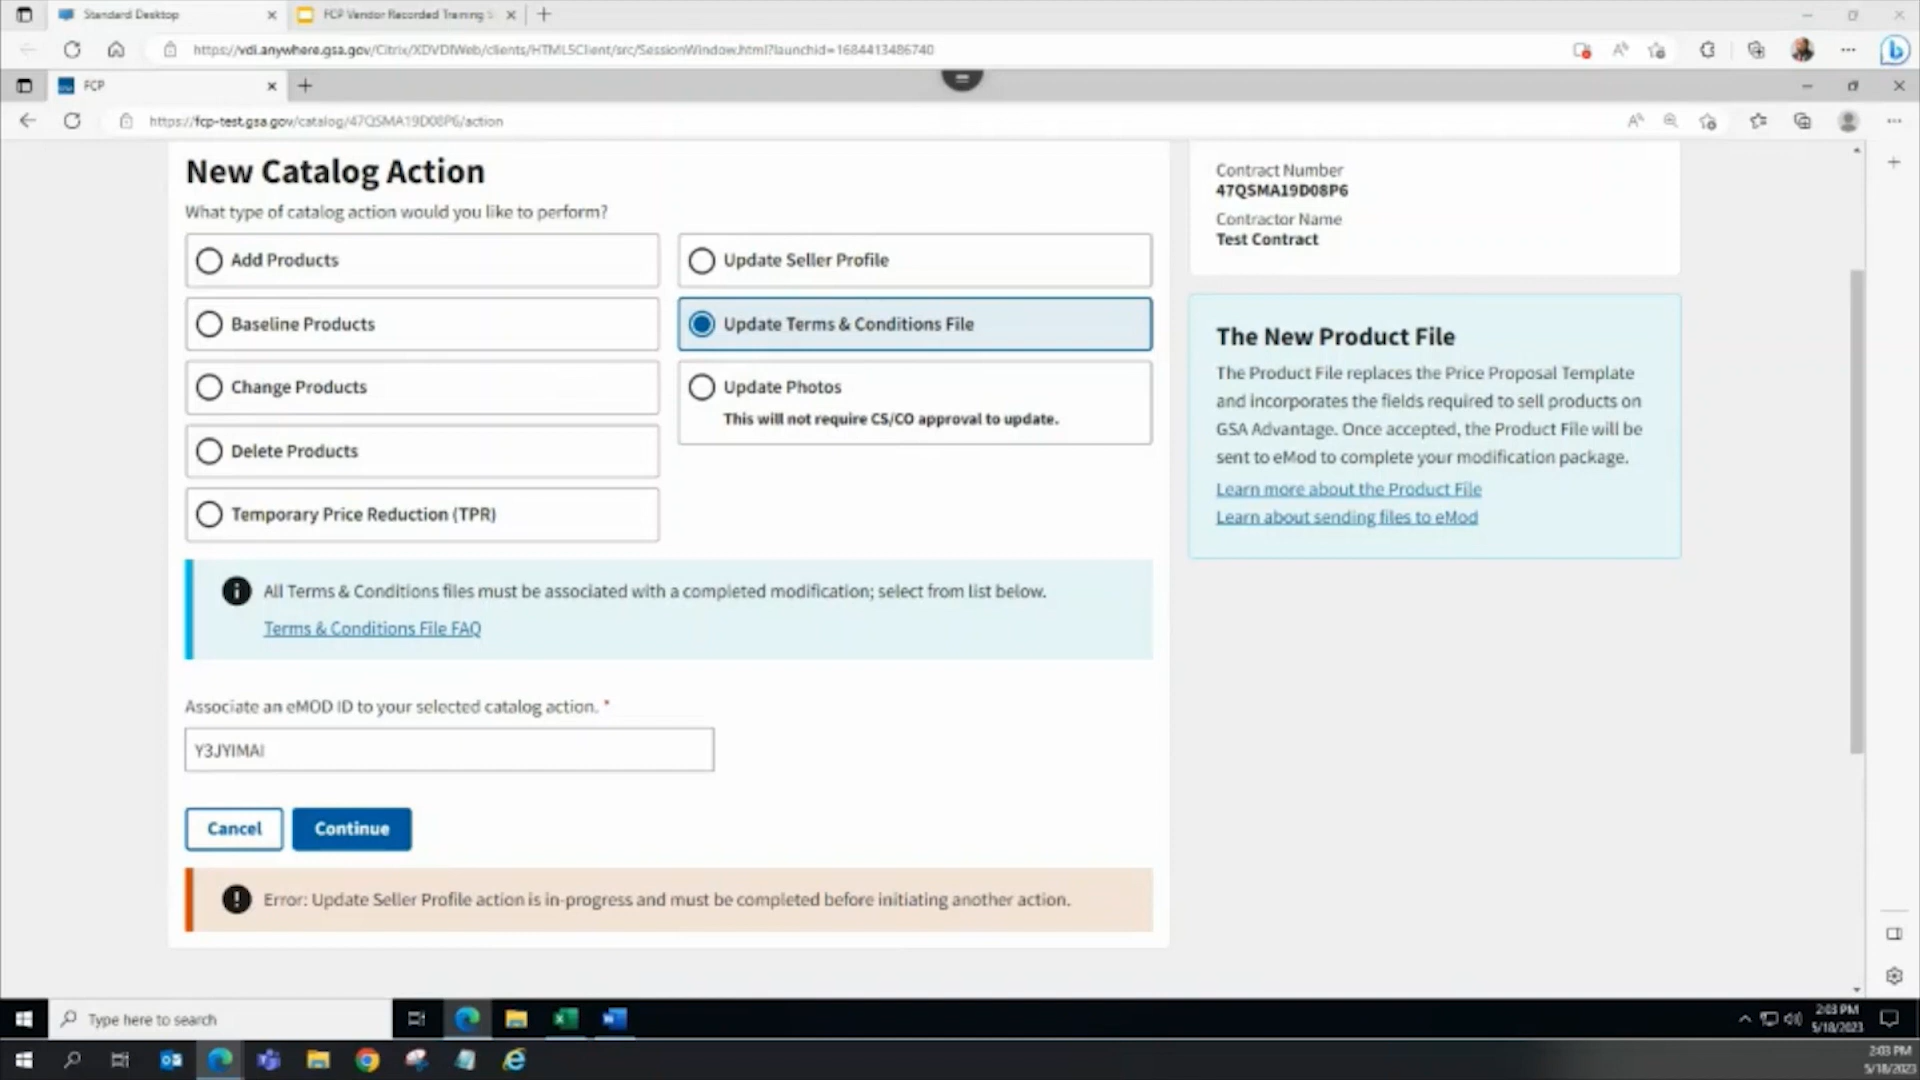 Standard Desktop
FCP Vendor Recorded Training S
https://vdi.anywhere.gsa.gov/Citrix/XDVDIWeb/clients/HTML5Client/src/SessionWindow.html?launchid=1684413486740
FCP
https://fcp-test.gsa.gov/catalog/47QSMA19D08P6/action
New Catalog Action
What type of catalog action would you like to perform?
Add Products
Update Seller Profile
Baseline Products
Update Terms & Conditions File
Change Products
Update Photos
This will not require CS/CO approval to update.
Delete Products
Temporary Price Reduction (TPR)
All Terms & Conditions files must be associated with a completed modification; select from list below.
Terms & Conditions File FAQ
Associate an eMOD ID to your selected catalog action. *
Y3JYIMAI
Cancel
Continue
Error: Update Seller Profile action is in-progress and must be completed before initiating another action.
Contract Number
47QSMA19D08P6
Contractor Name
Test Contract
The New Product File
The Product File replaces the Price Proposal Template
and incorporates the fields required to sell products on
GSA Advantage. Once accepted, the Product File will be
sent to eMod to complete your modification package.
Learn more about the Product File
Learn about sending files to eMod
Type here to search
2:03 PM
5/18/2023
2:03 PM
5/18/2023